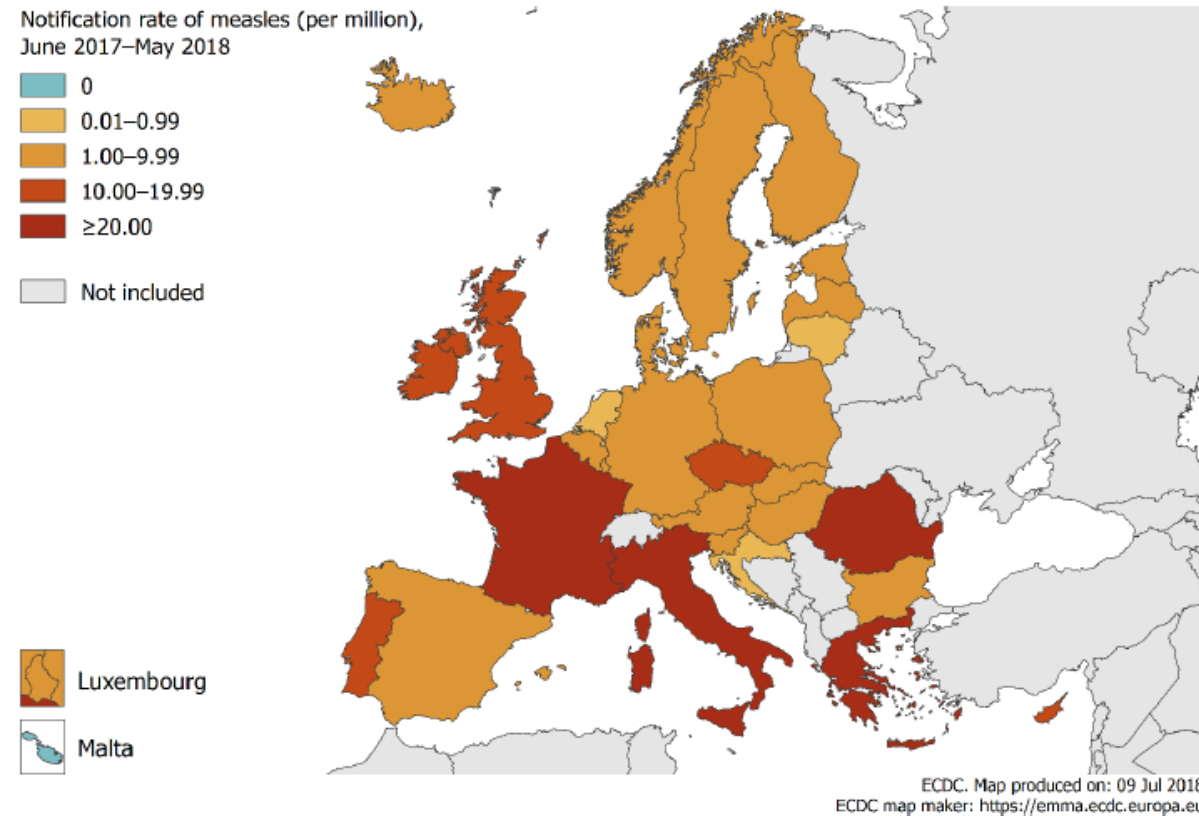 Notification rate of measles (per million),
June 2017–May 2018
0
0.01–0.99
1.00–9.99
10.00–19.99
≥20.00
Not included
Luxembourg
Malta
ECDC. Map produced on: 09 Jul 2018
ECDC map maker: https://emma.ecdc.europa.eu